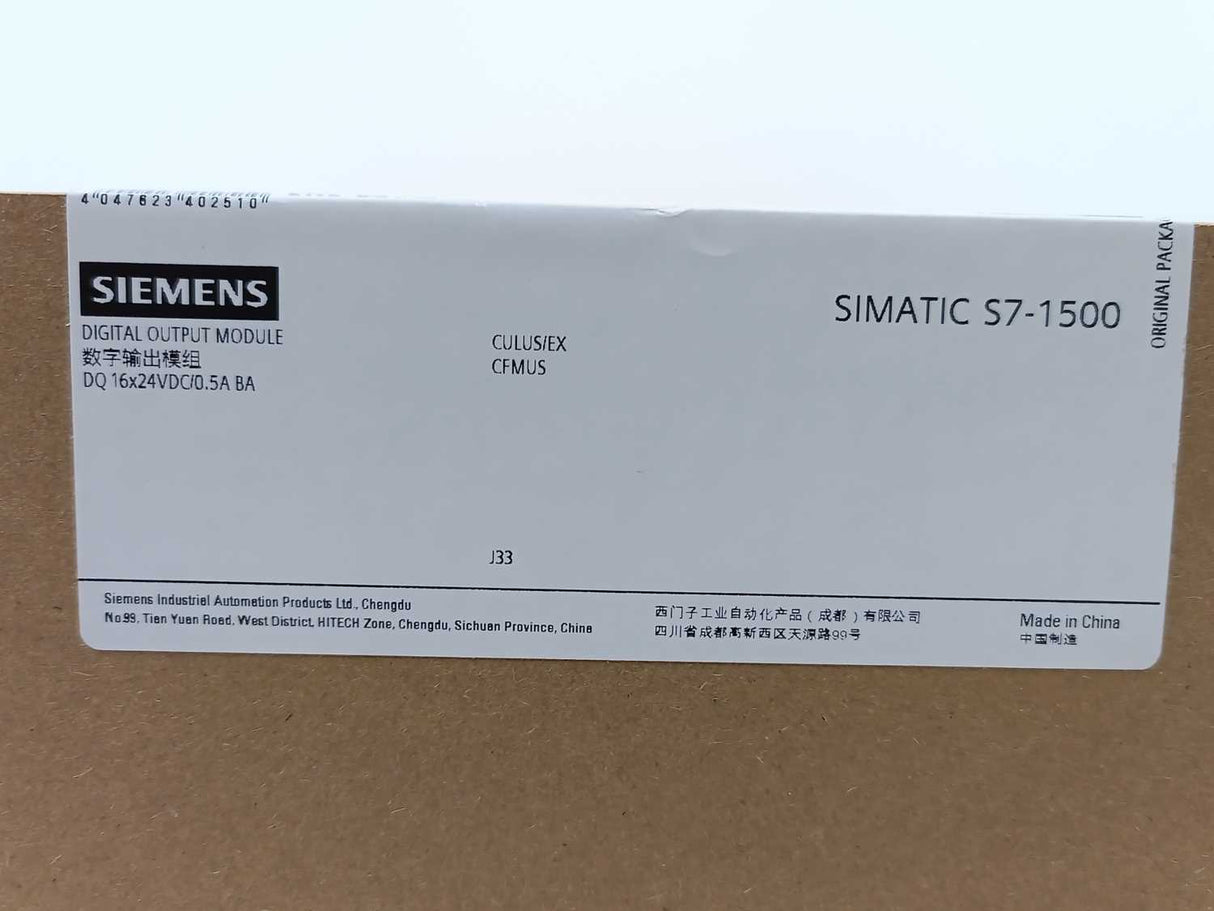 4"047623"402510"
SIEMENS
DIGITAL OUTPUT MODULE
数字输出模组
DQ 16x24VDC/0.5A BA
CULUS/EX
CFMUS
SIMATIC S7-1500
ORIGINAL PACKA
J33
Siemens Industrial Automation Products Ltd., Chengdu
No.99, Tian Yuan Road, West District, HITECH Zone, Chengdu, Sichuan Province, China
西门子工业自动化产品（成都）有限公司
四川省成都高新西区天源路99号
Made in China
中国制造